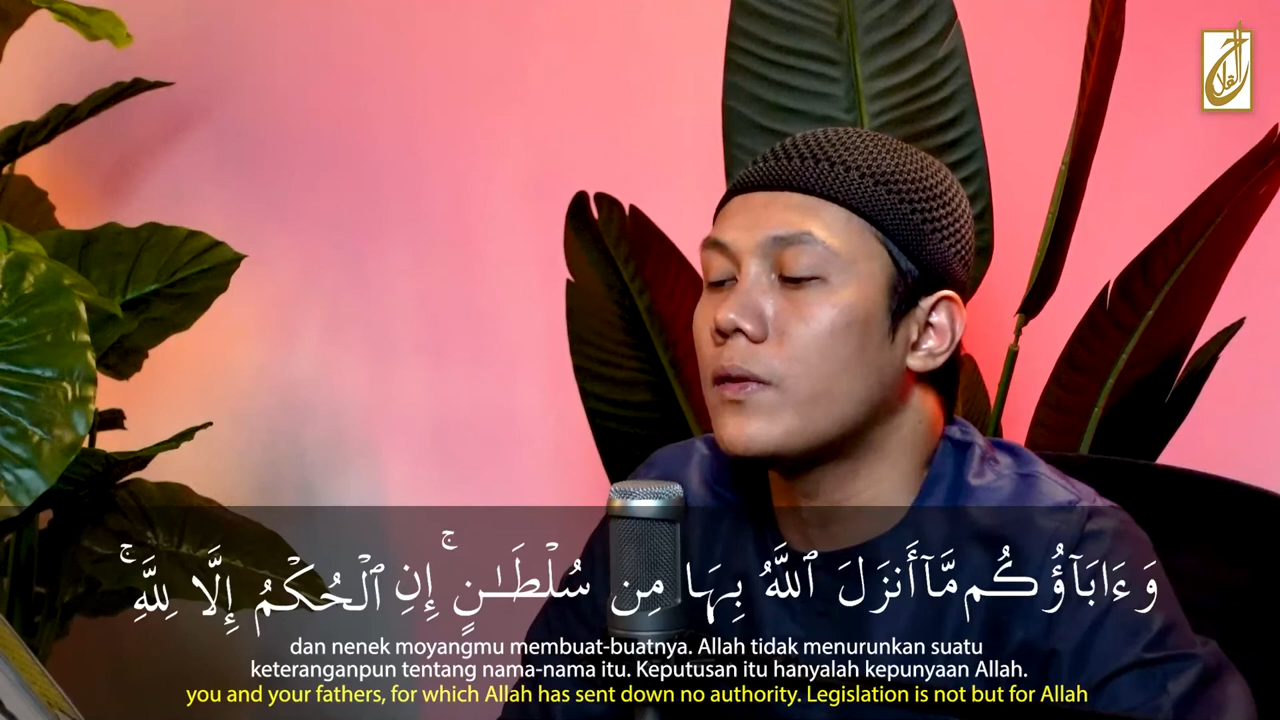 وَءَابَآؤُكُم مَّآ أَنزَلَ ٱللَّهُ بِهَا مِن سُلْطَـٰنٍ ۚ إِنِ ٱلْحُكْمُ إِلَّا لِلَّهِ ۚ
dan nenek moyangmu membuat-buatnya. Allah tidak menurunkan suatu
keteranganpun tentang nama-nama itu. Keputusan itu hanyalah kepunyaan Allah.
you and your fathers, for which Allah has sent down no authority. Legislation is not but for Allah